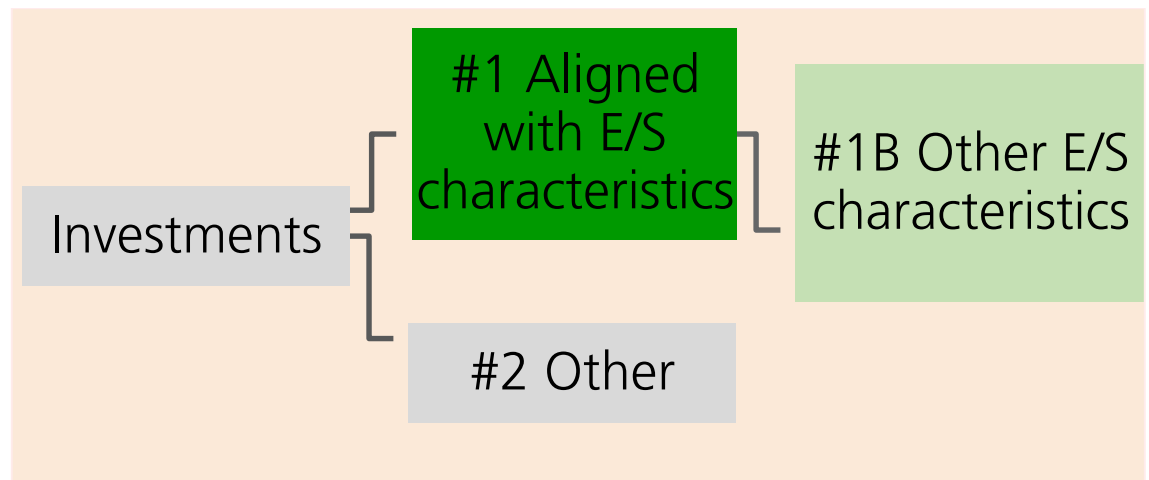 #1 Aligned
with E/S
characteristics
#1B Other E/S
characteristics
Investments
#2 Other